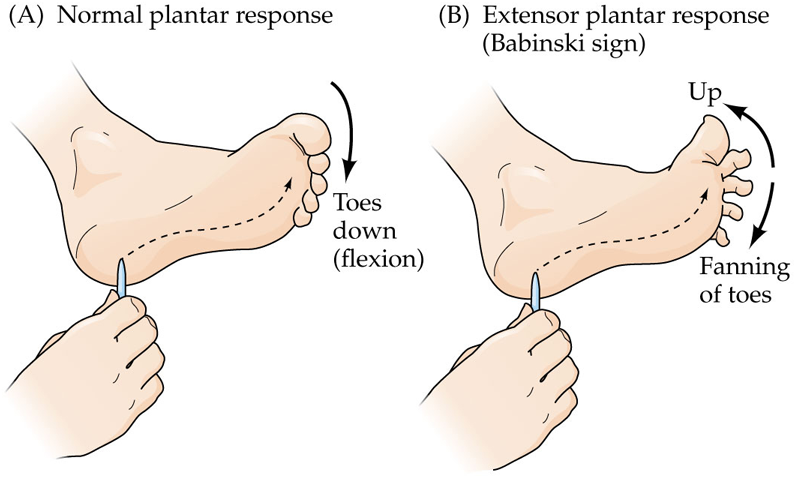 (A) Normal plantar response
Toes
down
(flexion)
(B) Extensor plantar response
(Babinski sign)
Up
Fanning
of toes